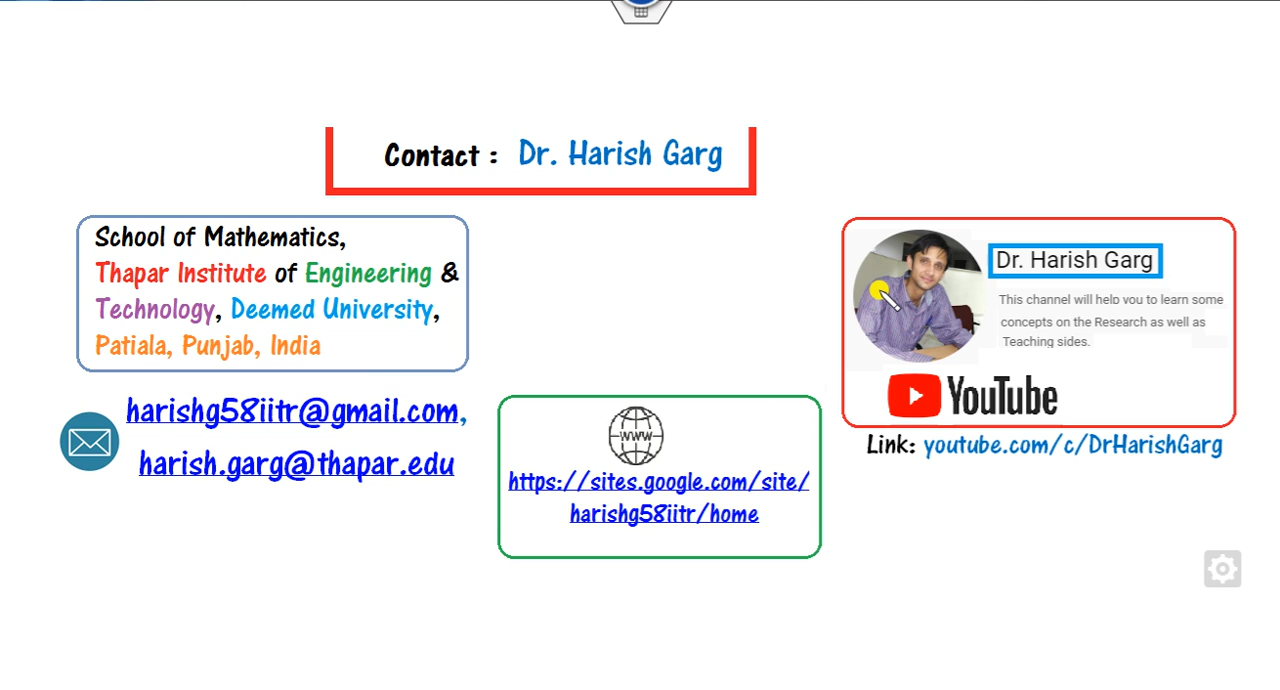 Contact : Dr. Harish Garg
School of Mathematics,
Thapar Institute of Engineering &
Technology, Deemed University,
Patiala, Punjab, India
harishg58iitr@gmail.com,
harish.garg@thapar.edu
WWW
https://sites.google.com/site/
harishg58iitr/home
Dr. Harish Garg
This channel will help you to learn some
concepts on the Research as well as
Teaching sides.
YouTube
Link: youtube.com/c/DrHarishGarg